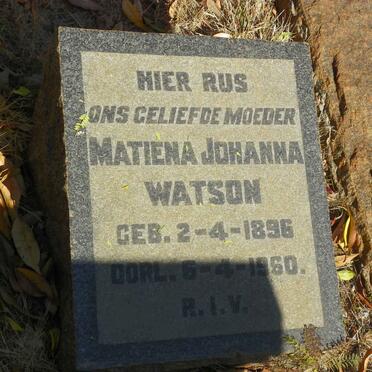 HIER RUS
ONS GELIEFDE MOEDER
MATIENA JOHANNA
WATSON
GEB. 2-4-1896
OORL. 6-4-1960.
R.I.V.